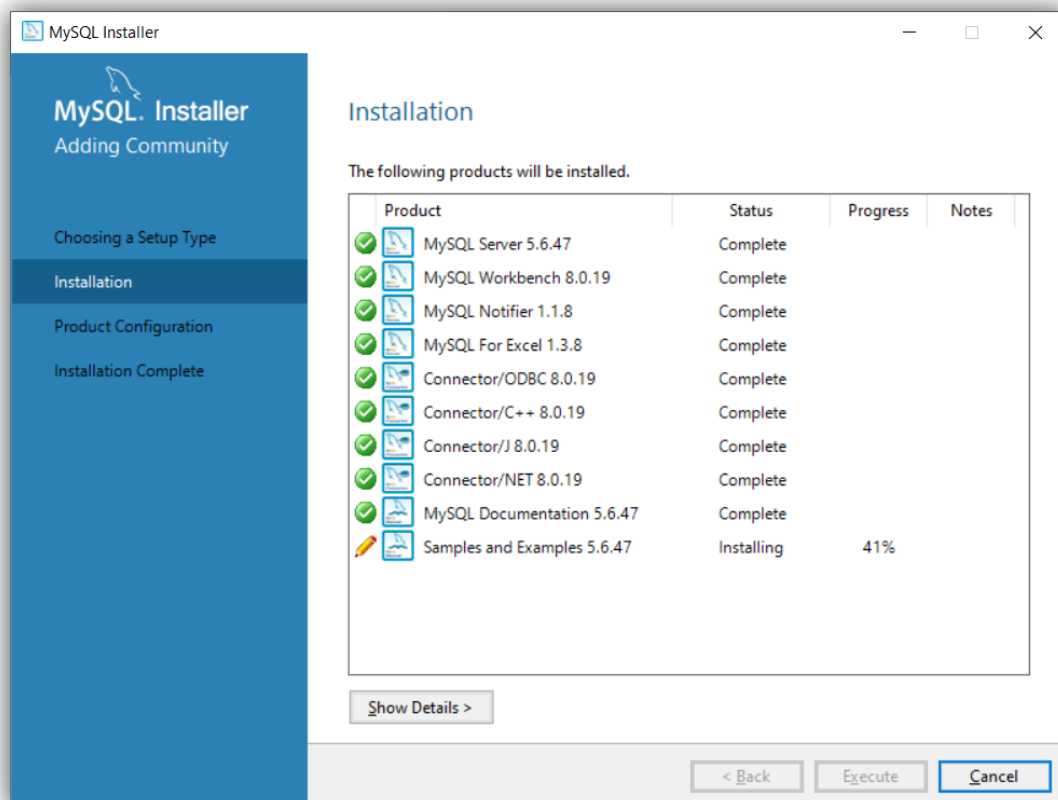 MySQL Installer
MySQL. Installer
Adding Community
Choosing a Setup Type
Installation
Product Configuration
Installation Complete
Installation
The following products will be installed.
Product Status Progress Notes
MySQL Server 5.6.47 Complete
MySQL Workbench 8.0.19 Complete
MySQL Notifier 1.1.8 Complete
MySQL For Excel 1.3.8 Complete
Connector/ODBC 8.0.19 Complete
Connector/C++ 8.0.19 Complete
Connector/J 8.0.19 Complete
Connector/NET 8.0.19 Complete
MySQL Documentation 5.6.47 Complete
Samples and Examples 5.6.47 Installing 41%
Show Details >
< Back Execute Cancel